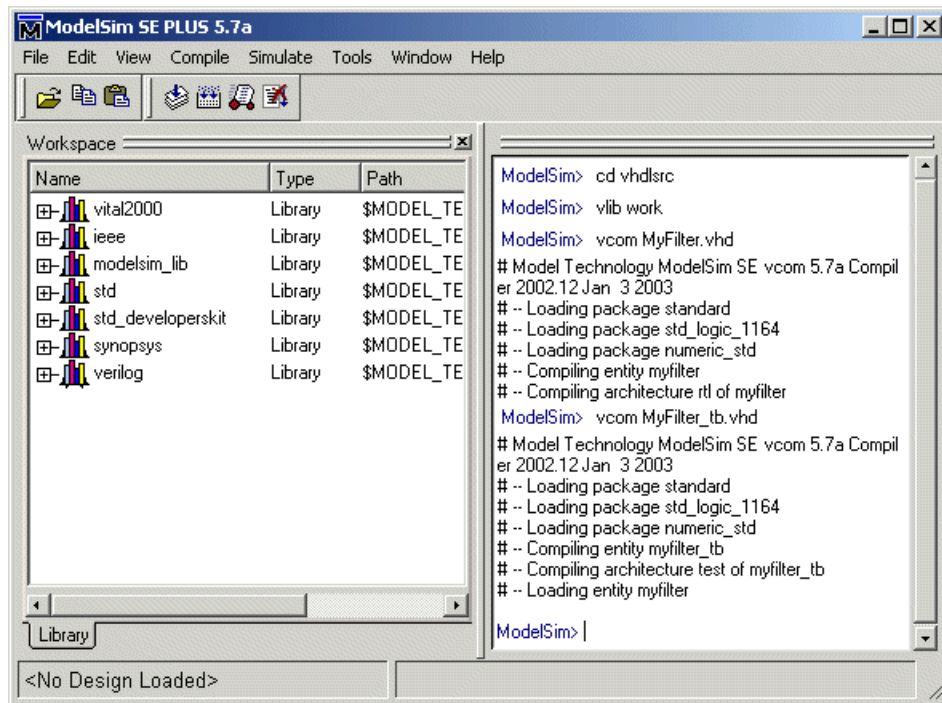 ModelSim SE PLUS 5.7a
File Edit View Compile Simulate Tools Window Help
Workspace
Name Type Path
vital2000 Library $MODEL_TE
ieee Library $MODEL_TE
modelsim_lib Library $MODEL_TE
std Library $MODEL_TE
std_developerskit Library $MODEL_TE
synopsys Library $MODEL_TE
verilog Library $MODEL_TE
Library
ModelSim> cd vhdlsrc
ModelSim> vlib work
ModelSim> vcom MyFilter.vhd
# Model Technology ModelSim SE vcom 5.7a Compil
er 2002.12 Jan 3 2003
# -- Loading package standard
# -- Loading package std_logic_1164
# -- Loading package numeric_std
# -- Compiling entity myfilter
# -- Compiling architecture rtl of myfilter
ModelSim> vcom MyFilter_tb.vhd
# Model Technology ModelSim SE vcom 5.7a Compil
er 2002.12 Jan 3 2003
# -- Loading package standard
# -- Loading package std_logic_1164
# -- Loading package numeric_std
# -- Compiling entity myfilter_tb
# -- Compiling architecture test of myfilter_tb
# -- Loading entity myfilter
ModelSim>
<No Design Loaded>